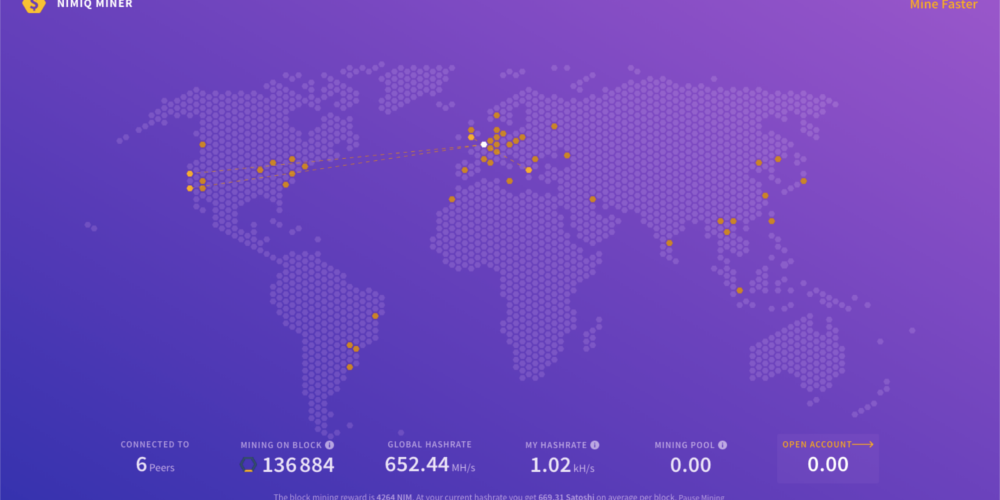 NIMIQ MINER
Mine Faster
CONNECTED TO
6 Peers
MINING ON BLOCK
136 884
GLOBAL HASHRATE
652.44 MH/s
MY HASHRATE
1.02 kH/s
MINING POOL
0.00
OPEN ACCOUNT
0.00
The block mining reward is 4264 NIM. At your current hashrate you get 669.31 Satoshi on average per block. Pause Mining